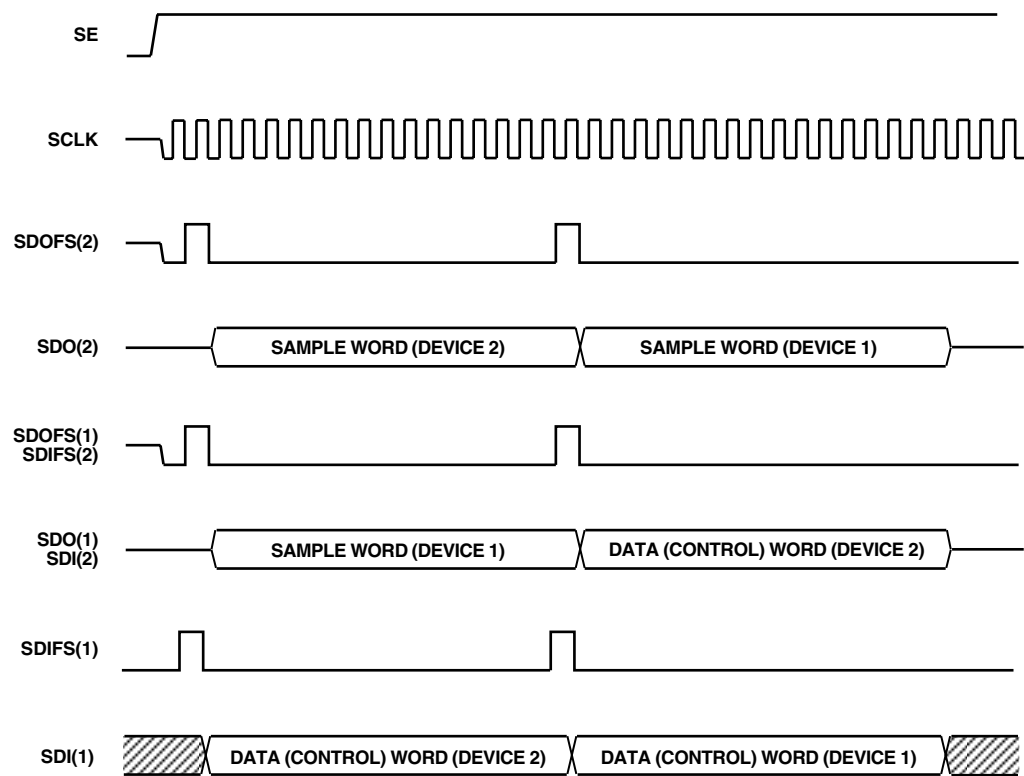 SE
SCLK
SDOFS(2)
SDO(2)
SAMPLE WORD (DEVICE 2)
SAMPLE WORD (DEVICE 1)
SDOFS(1)
SDIFS(2)
SDO(1)
SDI(2)
SAMPLE WORD (DEVICE 1)
DATA (CONTROL) WORD (DEVICE 2)
SDIFS(1)
SDI(1)
DATA (CONTROL) WORD (DEVICE 2)
DATA (CONTROL) WORD (DEVICE 1)